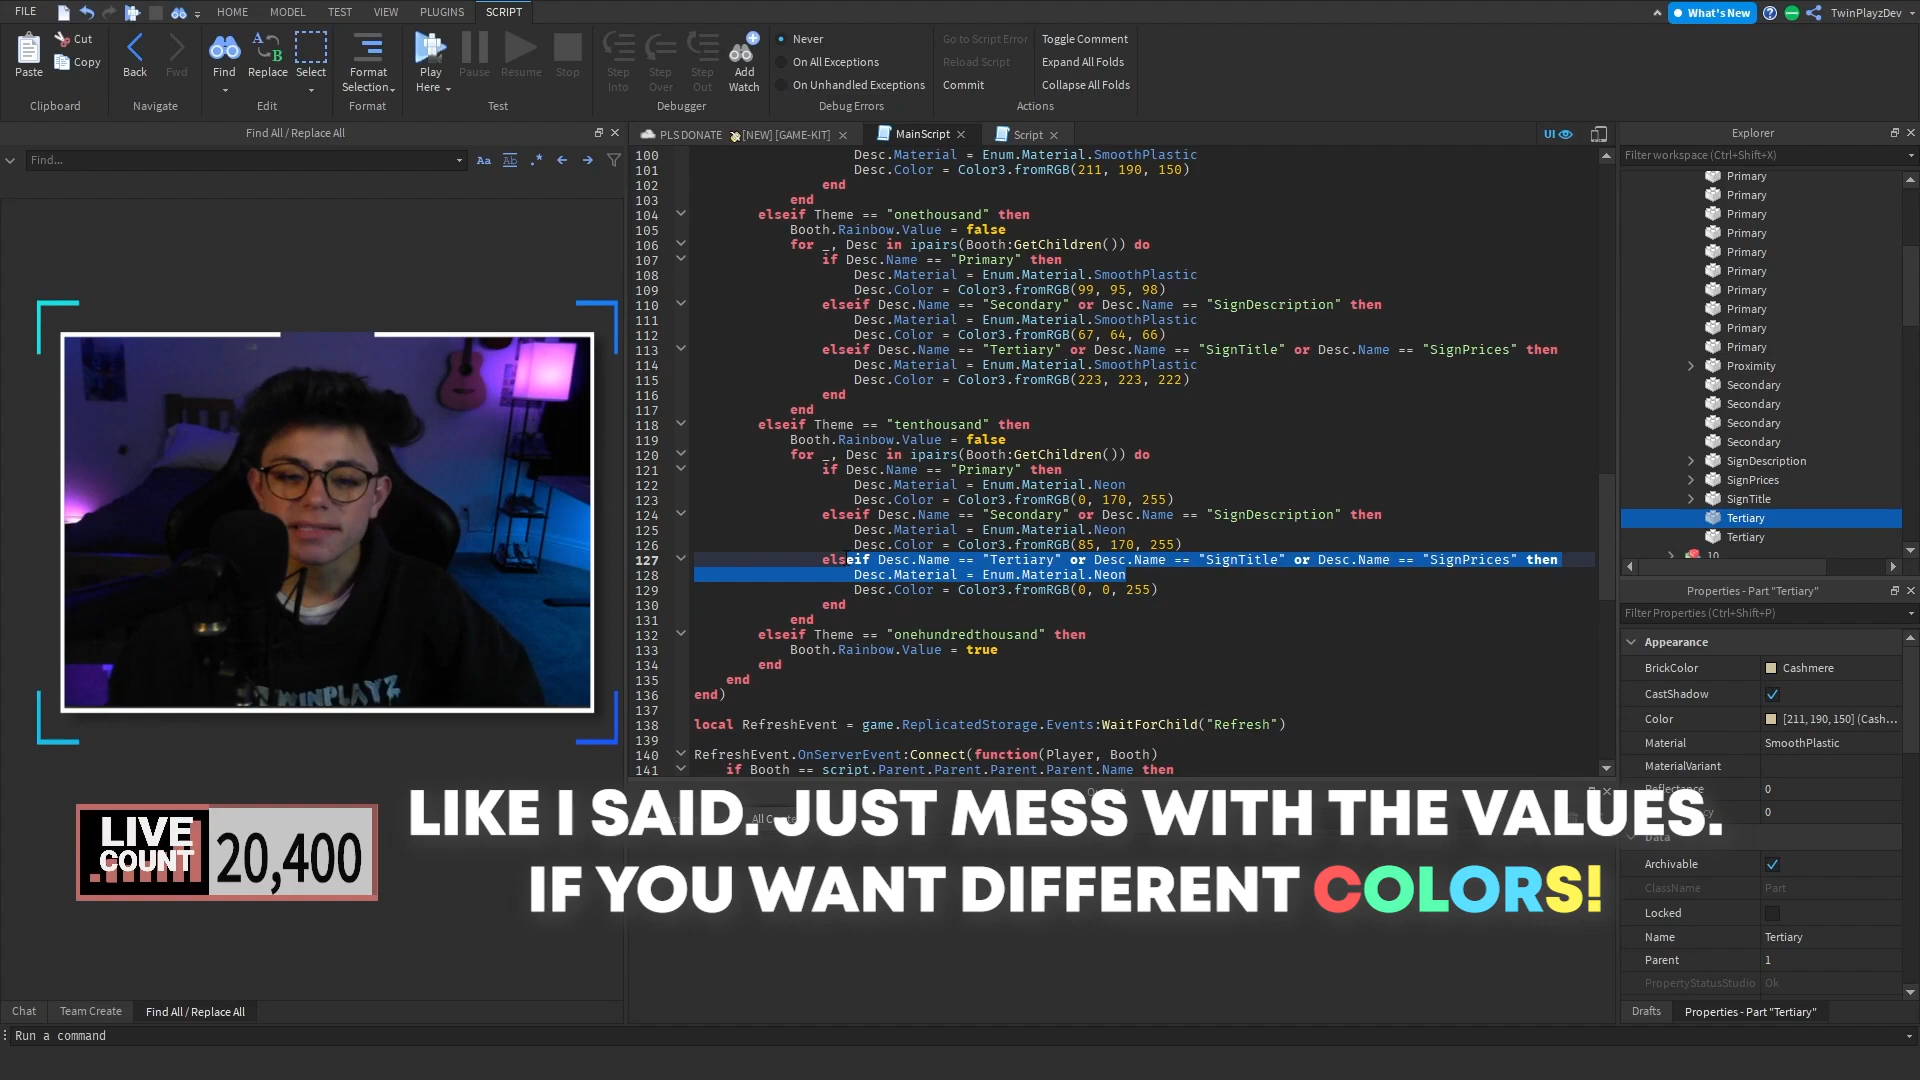 FILE
HOME
MODEL
TEST
VIEW
PLUGINS
SCRIPT
What's New
TwinPlayzDev
Paste
Cut
Copy
Clipboard
Back
Fwd
Navigate
Find
Replace
Select
Edit
Format
Selection
Format
Play
Here
Pause
Resume
Stop
Test
Step
Into
Step
Over
Step
Out
Add
Watch
Debugger
Never
On All Exceptions
On Unhandled Exceptions
Debug Errors
Go to Script Error
Reload Script
Commit
Toggle Comment
Expand All Folds
Collapse All Folds
Actions
Find All / Replace All
Find...
Aa
Ab
.*
PLS DONATE [NEW] [GAME-KIT]
MainScript
Script
UI
100 Desc.Material = Enum.Material.SmoothPlastic
101 Desc.Color = Color3.fromRGB(211, 190, 150)
102 end
103 end
104 elseif Theme == "onethousand" then
105 Booth.Rainbow.Value = false
106 for _, Desc in ipairs(Booth:GetChildren()) do
107 if Desc.Name == "Primary" then
108 Desc.Material = Enum.Material.SmoothPlastic
109 Desc.Color = Color3.fromRGB(99, 95, 98)
110 elseif Desc.Name == "Secondary" or Desc.Name == "SignDescription" then
111 Desc.Material = Enum.Material.SmoothPlastic
112 Desc.Color = Color3.fromRGB(67, 64, 66)
113 elseif Desc.Name == "Tertiary" or Desc.Name == "SignTitle" or Desc.Name == "SignPrices" then
114 Desc.Material = Enum.Material.SmoothPlastic
115 Desc.Color = Color3.fromRGB(223, 223, 222)
116 end
117 end
118 elseif Theme == "tenthousand" then
119 Booth.Rainbow.Value = false
120 for _, Desc in ipairs(Booth:GetChildren()) do
121 if Desc.Name == "Primary" then
122 Desc.Material = Enum.Material.Neon
123 Desc.Color = Color3.fromRGB(0, 170, 255)
124 elseif Desc.Name == "Secondary" or Desc.Name == "SignDescription" then
125 Desc.Material = Enum.Material.Neon
126 Desc.Color = Color3.fromRGB(85, 170, 255)
127 elseif Desc.Name == "Tertiary" or Desc.Name == "SignTitle" or Desc.Name == "SignPrices" then
128 Desc.Material = Enum.Material.Neon
129 Desc.Color = Color3.fromRGB(0, 0, 255)
130 end
131 end
132 elseif Theme == "onehundredthousand" then
133 Booth.Rainbow.Value = true
134 end
135 end
136 end)
137
138 local RefreshEvent = game.ReplicatedStorage.Events:WaitForChild("Refresh")
139
140 RefreshEvent.OnServerEvent:Connect(function(Player, Booth)
141 if Booth == script.Parent.Parent.Parent.Parent.Name then
Explorer
Filter workspace (Ctrl+Shift+X)
Primary
Primary
Primary
Primary
Primary
Primary
Primary
Primary
Primary
Primary
Proximity
Secondary
Secondary
Secondary
Secondary
SignDescription
SignPrices
SignTitle
Tertiary
Tertiary
10
Properties - Part "Tertiary"
Filter Properties (Ctrl+Shift+P)
Appearance
BrickColor Cashmere
CastShadow
Color [211, 190, 150] (Cash...
Material SmoothPlastic
MaterialVariant
Reflectance 0
0
Data
Archivable
ClassName Part
Locked
Name Tertiary
Parent 1
PropertyStatusStudio Ok
Drafts
Properties - Part "Tertiary"
TWINPLAYZ
LIVE
COUNT
20,400
LIKE I SAID. JUST MESS WITH THE VALUES.
IF YOU WANT DIFFERENT COLORS!
Chat
Team Create
Find All / Replace All
Run a command